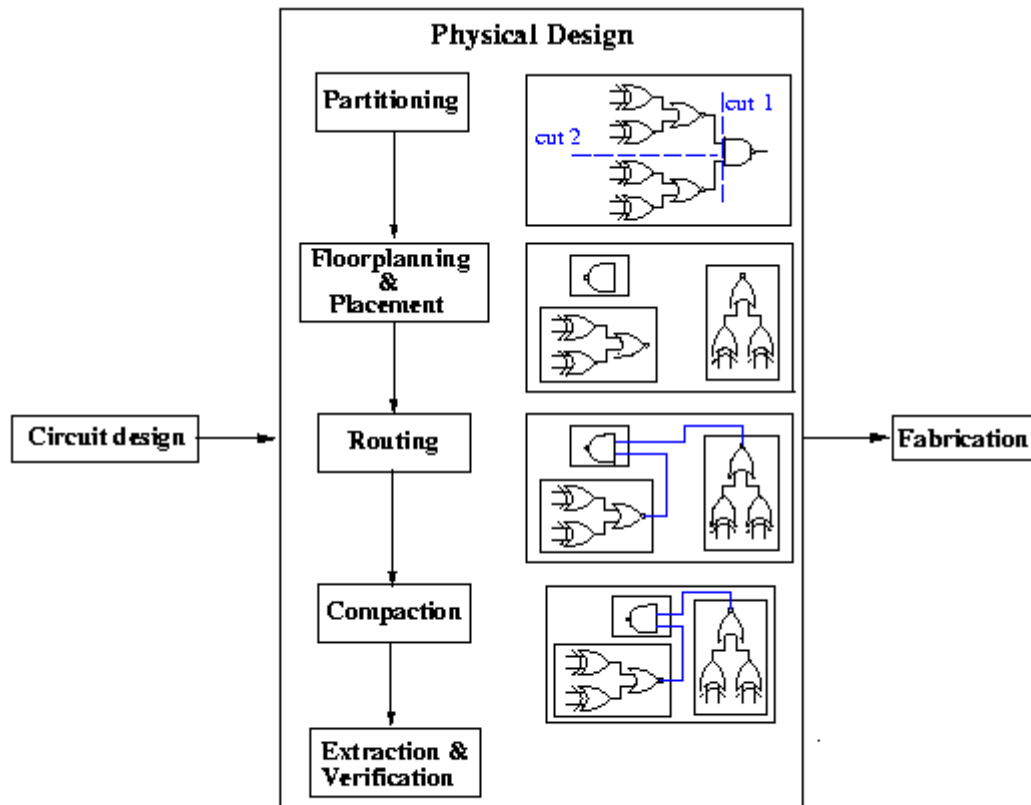 Physical Design
Partitioning
cut 1
cut 2
Floorplanning
&
Placement
Circuit design
Routing
Fabrication
Compaction
Extraction &
Verification